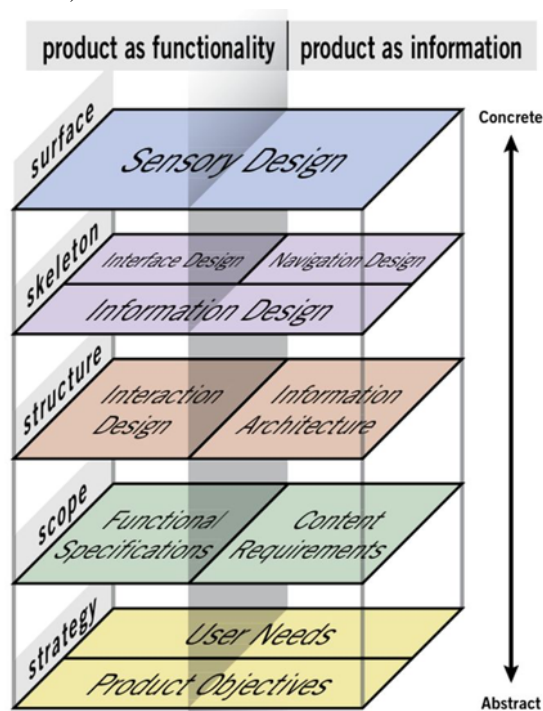 product as functionality product as information
Concrete
surface
Sensory Design
skeleton
Interface Design Navigation Design
Information Design
structure
Interaction
Design
Information
Architecture
scope
Functional
Specifications
Content
Requirements
strategy
User Needs
Product Objectives
Abstract